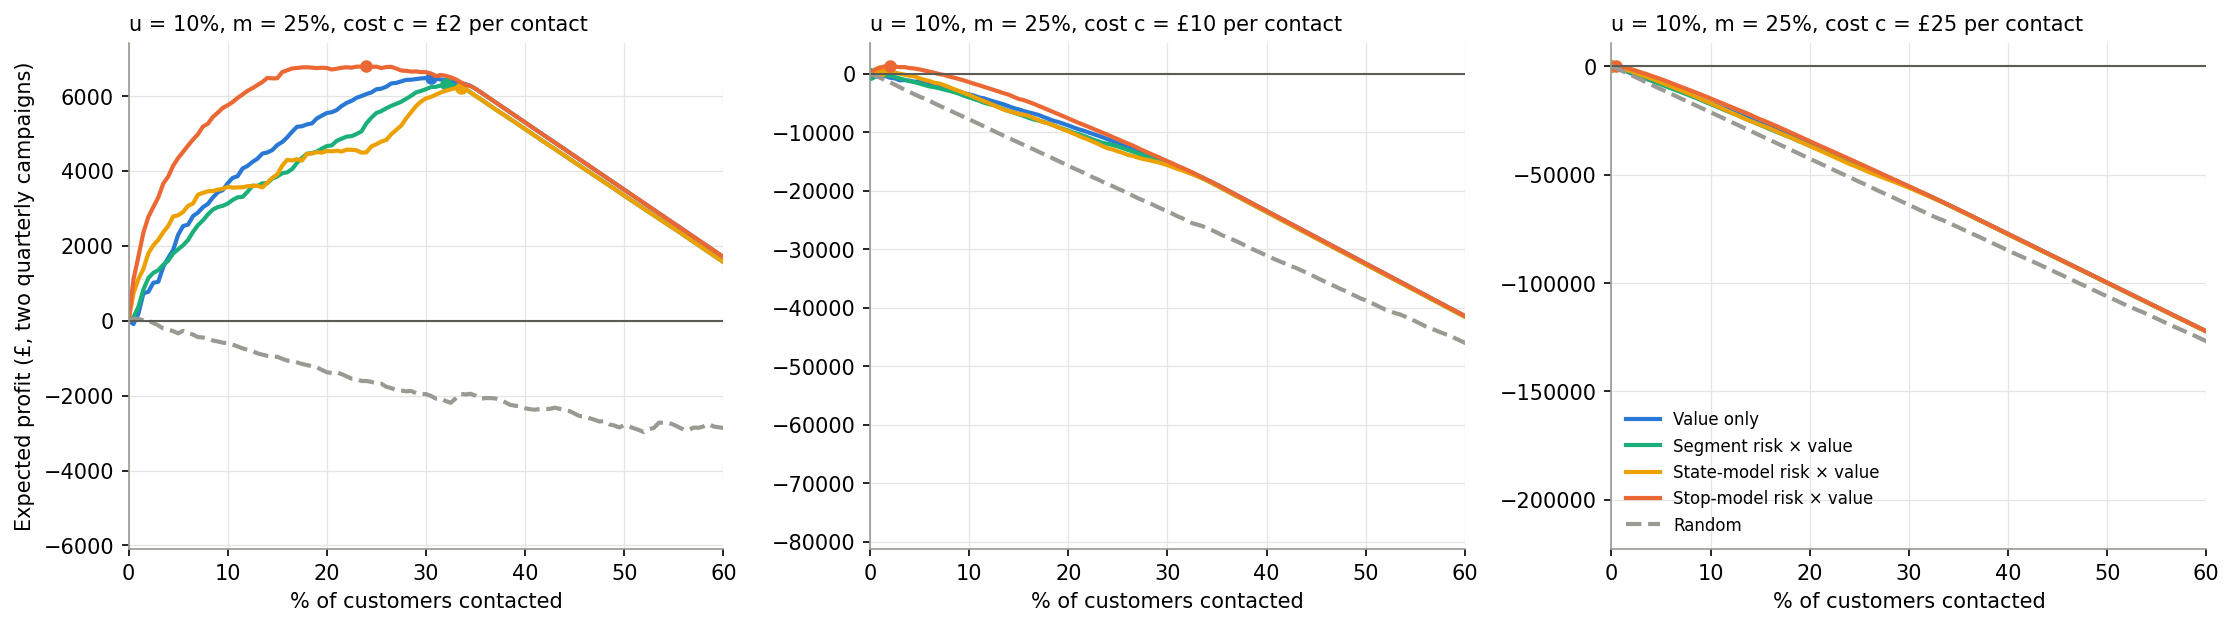 u = 10%, m = 25%, cost c = £2 per contact
Expected profit (£, two quarterly campaigns)
6000
4000
2000
0
−2000
−4000
−6000
0 10 20 30 40 50 60
% of customers contacted
u = 10%, m = 25%, cost c = £10 per contact
0
−10000
−20000
−30000
−40000
−50000
−60000
−70000
−80000
0 10 20 30 40 50 60
% of customers contacted
u = 10%, m = 25%, cost c = £25 per contact
0
−50000
−100000
−150000
−200000
Value only
Segment risk × value
State-model risk × value
Stop-model risk × value
Random
0 10 20 30 40 50 60
% of customers contacted